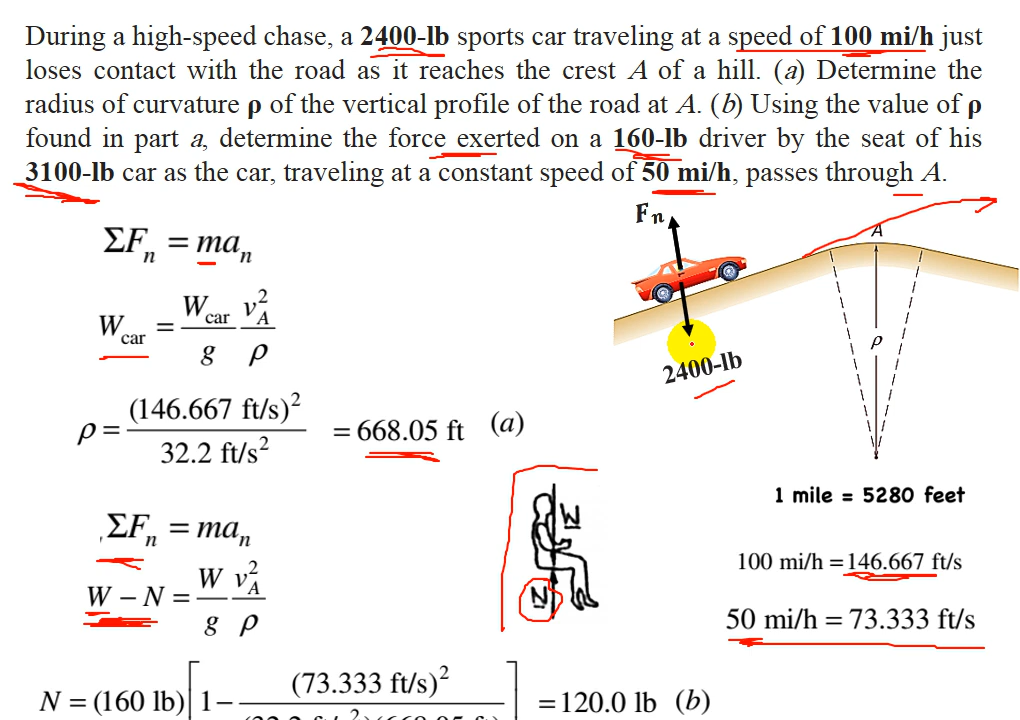 During a high-speed chase, a 2400-lb sports car traveling at a speed of 100 mi/h just
loses contact with the road as it reaches the crest A of a hill. (a) Determine the
radius of curvature ρ of the vertical profile of the road at A. (b) Using the value of ρ
found in part a, determine the force exerted on a 160-lb driver by the seat of his
3100-lb car as the car, traveling at a constant speed of 50 mi/h, passes through A.
ΣFₙ = maₙ
W_car = W_car/g v_A²/ρ
ρ = (146.667 ft/s)²/32.2 ft/s² = 668.05 ft (a)
ΣFₙ = maₙ
W – N = W/g v_A²/ρ
N = (160 lb)[1 – (73.333 ft/s)² ] = 120.0 lb (b)
Fn
2400-lb
A
ρ
W
N
1 mile = 5280 feet
100 mi/h = 146.667 ft/s
50 mi/h = 73.333 ft/s